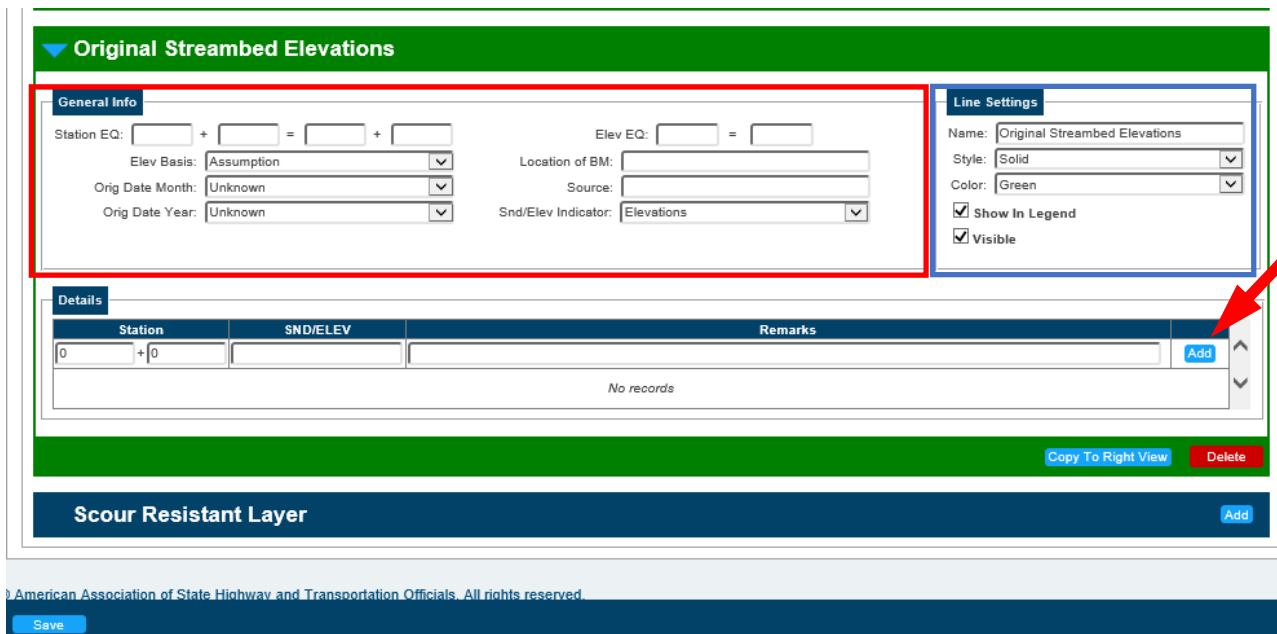 Original Streambed Elevations
General Info
Station EQ: + = +
Elev EQ: =
Elev Basis: Assumption
Location of BM:
Orig Date Month: Unknown
Source:
Orig Date Year: Unknown
Snd/Elev Indicator: Elevations
Line Settings
Name: Original Streambed Elevations
Style: Solid
Color: Green
Show In Legend
Visible
Details
Station SND/ELEV Remarks
0 + 0 Add
No records
Copy To Right View Delete
Scour Resistant Layer Add
American Association of State Highway and Transportation Officials. All rights reserved.
Save